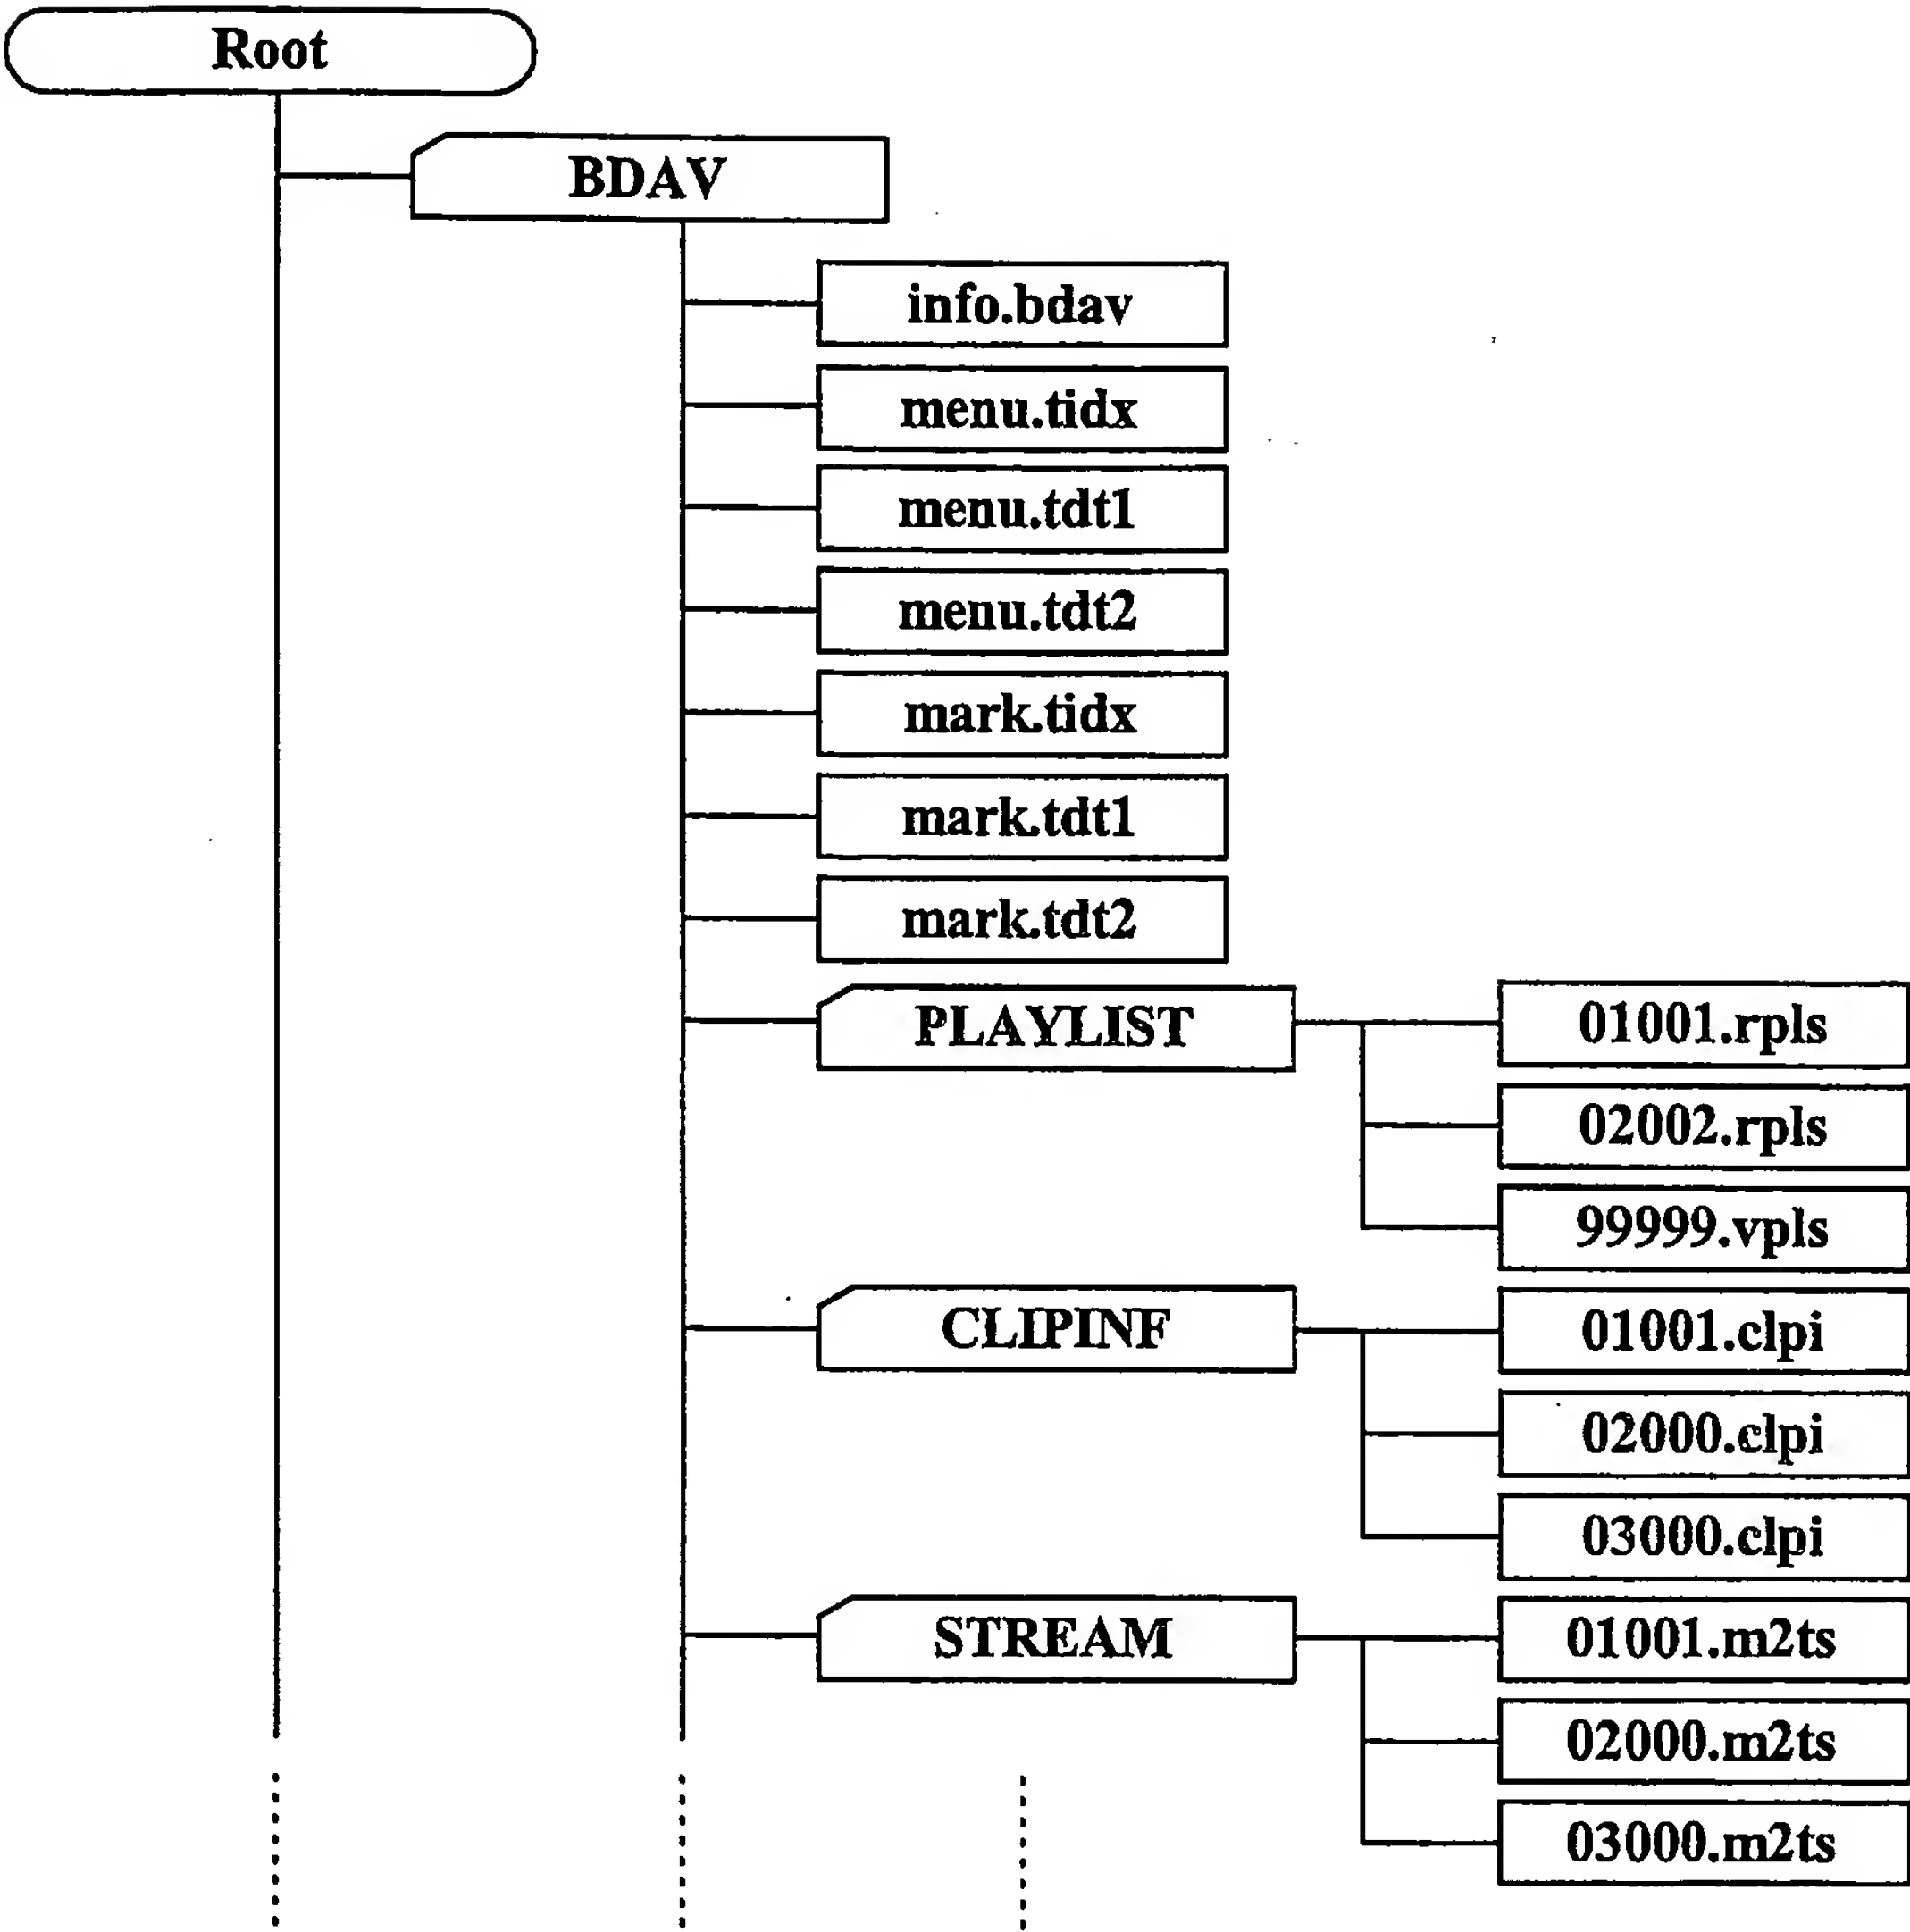 Root
BDAV
info.bdav
menu.tidx
menu.tdt1
menu.tdt2
mark.tidx
mark.tdt1
mark.tdt2
PLAYLIST
01001.rpls
02002.rpls
99999.vpls
CLIPINF
01001.clpi
02000.clpi
03000.clpi
STREAM
01001.m2ts
02000.m2ts
03000.m2ts